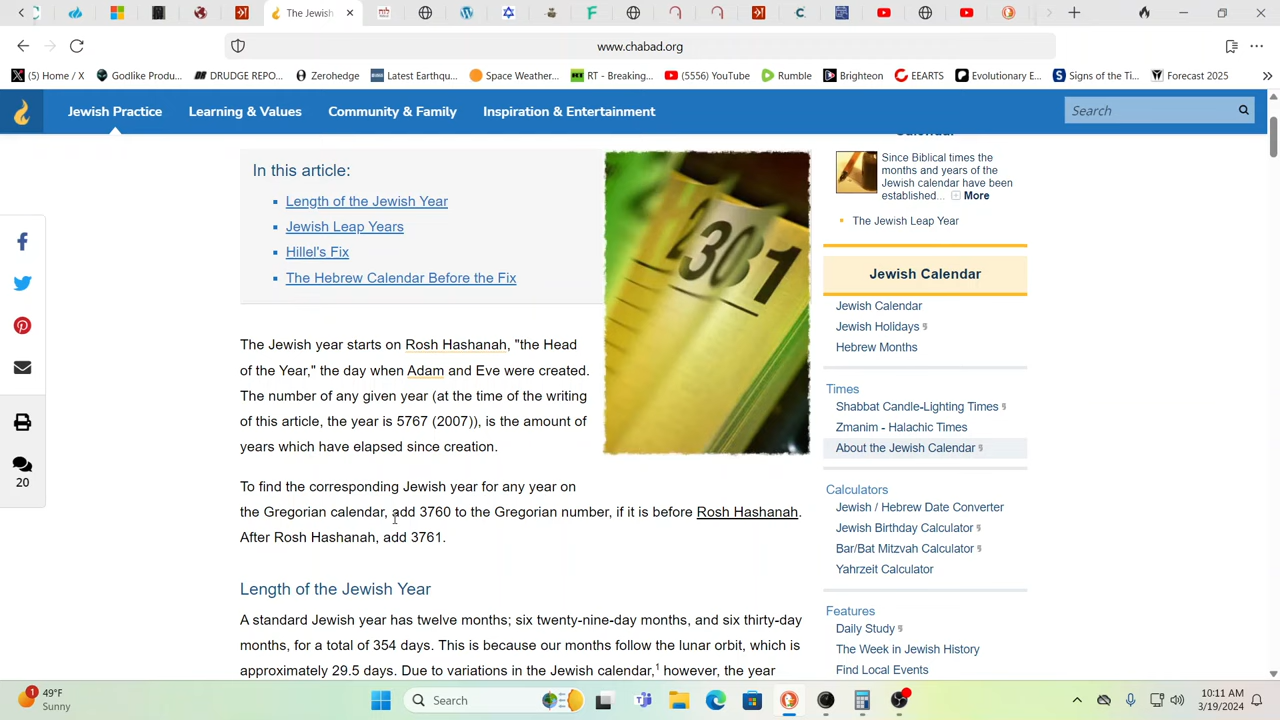 The Jewish
www.chabad.org
(5) Home / X
Godlike Produ...
DRUDGE REPO...
Zerohedge
Latest Earthqu...
Space Weather...
RT - Breaking...
(5556) YouTube
Rumble
Brighteon
EEARTS
Evolutionary E...
Signs of the Ti...
Forecast 2025
Jewish Practice
Learning & Values
Community & Family
Inspiration & Entertainment
Search
In this article:
Length of the Jewish Year
Jewish Leap Years
Hillel's Fix
The Hebrew Calendar Before the Fix
30 1
The Jewish year starts on Rosh Hashanah, "the Head
of the Year," the day when Adam and Eve were created.
The number of any given year (at the time of the writing
of this article, the year is 5767 (2007)), is the amount of
years which have elapsed since creation.
To find the corresponding Jewish year for any year on
the Gregorian calendar, add 3760 to the Gregorian number, if it is before Rosh Hashanah.
After Rosh Hashanah, add 3761.
Length of the Jewish Year
A standard Jewish year has twelve months; six twenty-nine-day months, and six thirty-day
months, for a total of 354 days. This is because our months follow the lunar orbit, which is
approximately 29.5 days. Due to variations in the Jewish calendar,1 however, the year
Calendar
Since Biblical times the
months and years of the
Jewish calendar have been
established... More
The Jewish Leap Year
Jewish Calendar
Jewish Calendar
Jewish Holidays
Hebrew Months
Times
Shabbat Candle-Lighting Times
Zmanim - Halachic Times
About the Jewish Calendar
Calculators
Jewish / Hebrew Date Converter
Jewish Birthday Calculator
Bar/Bat Mitzvah Calculator
Yahrzeit Calculator
Features
Daily Study
The Week in Jewish History
Find Local Events
20
1
49°F
Sunny
Search
10:11 AM
3/19/2024